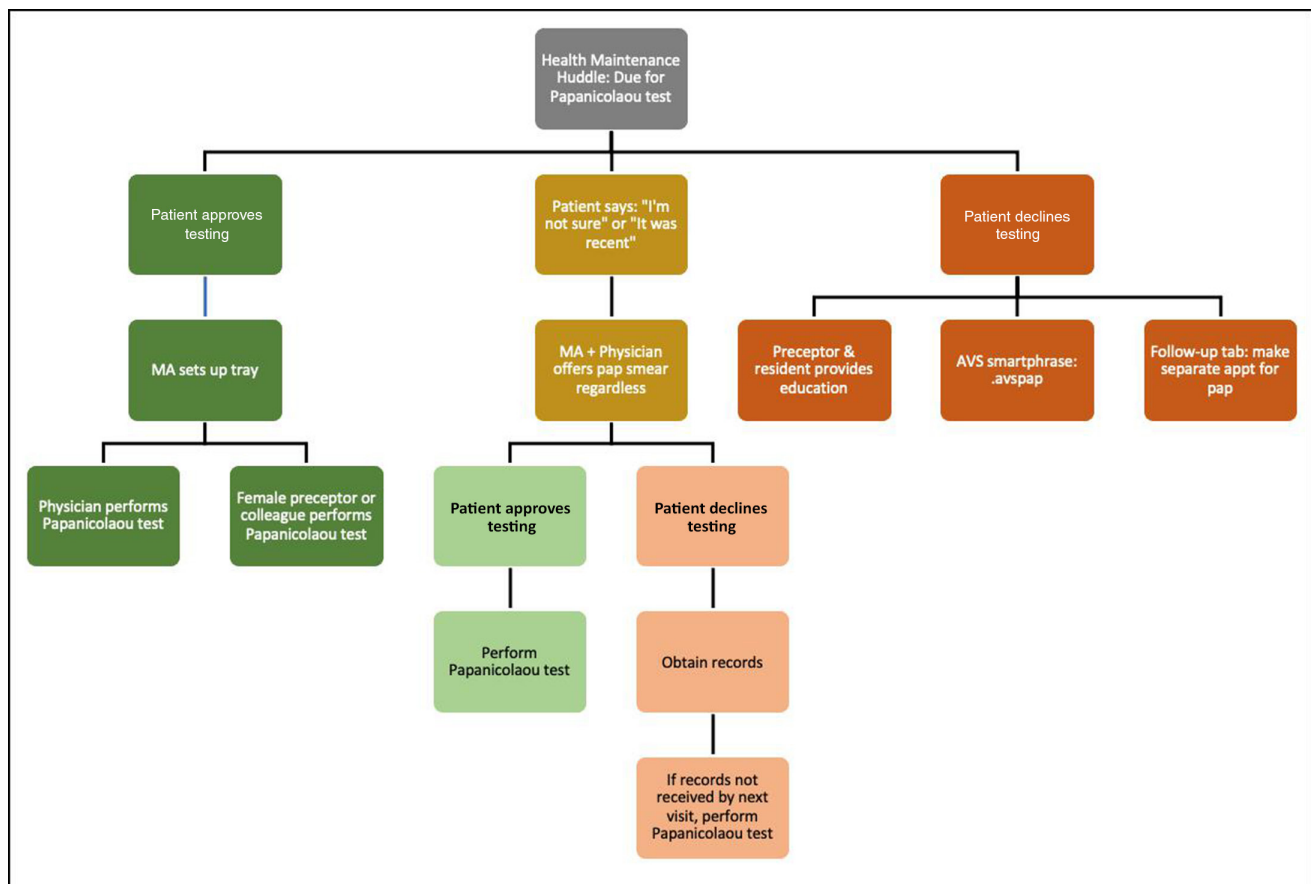 Health Maintenance
Huddle: Due for
Papanicolaou test
Patient approves
testing
Patient says: "I'm
not sure" or "It was
recent"
Patient declines
testing
MA sets up tray
MA + Physician
offers pap smear
regardless
Preceptor &
resident provides
education
AVS smartphrase:
.avspap
Follow-up tab: make
separate appt for
pap
Physician performs
Papanicolaou test
Female preceptor or
colleague performs
Papanicolaou test
Patient approves
testing
Patient declines
testing
Perform
Papanicolaou test
Obtain records
If records not
received by next
visit, perform
Papanicolaou test